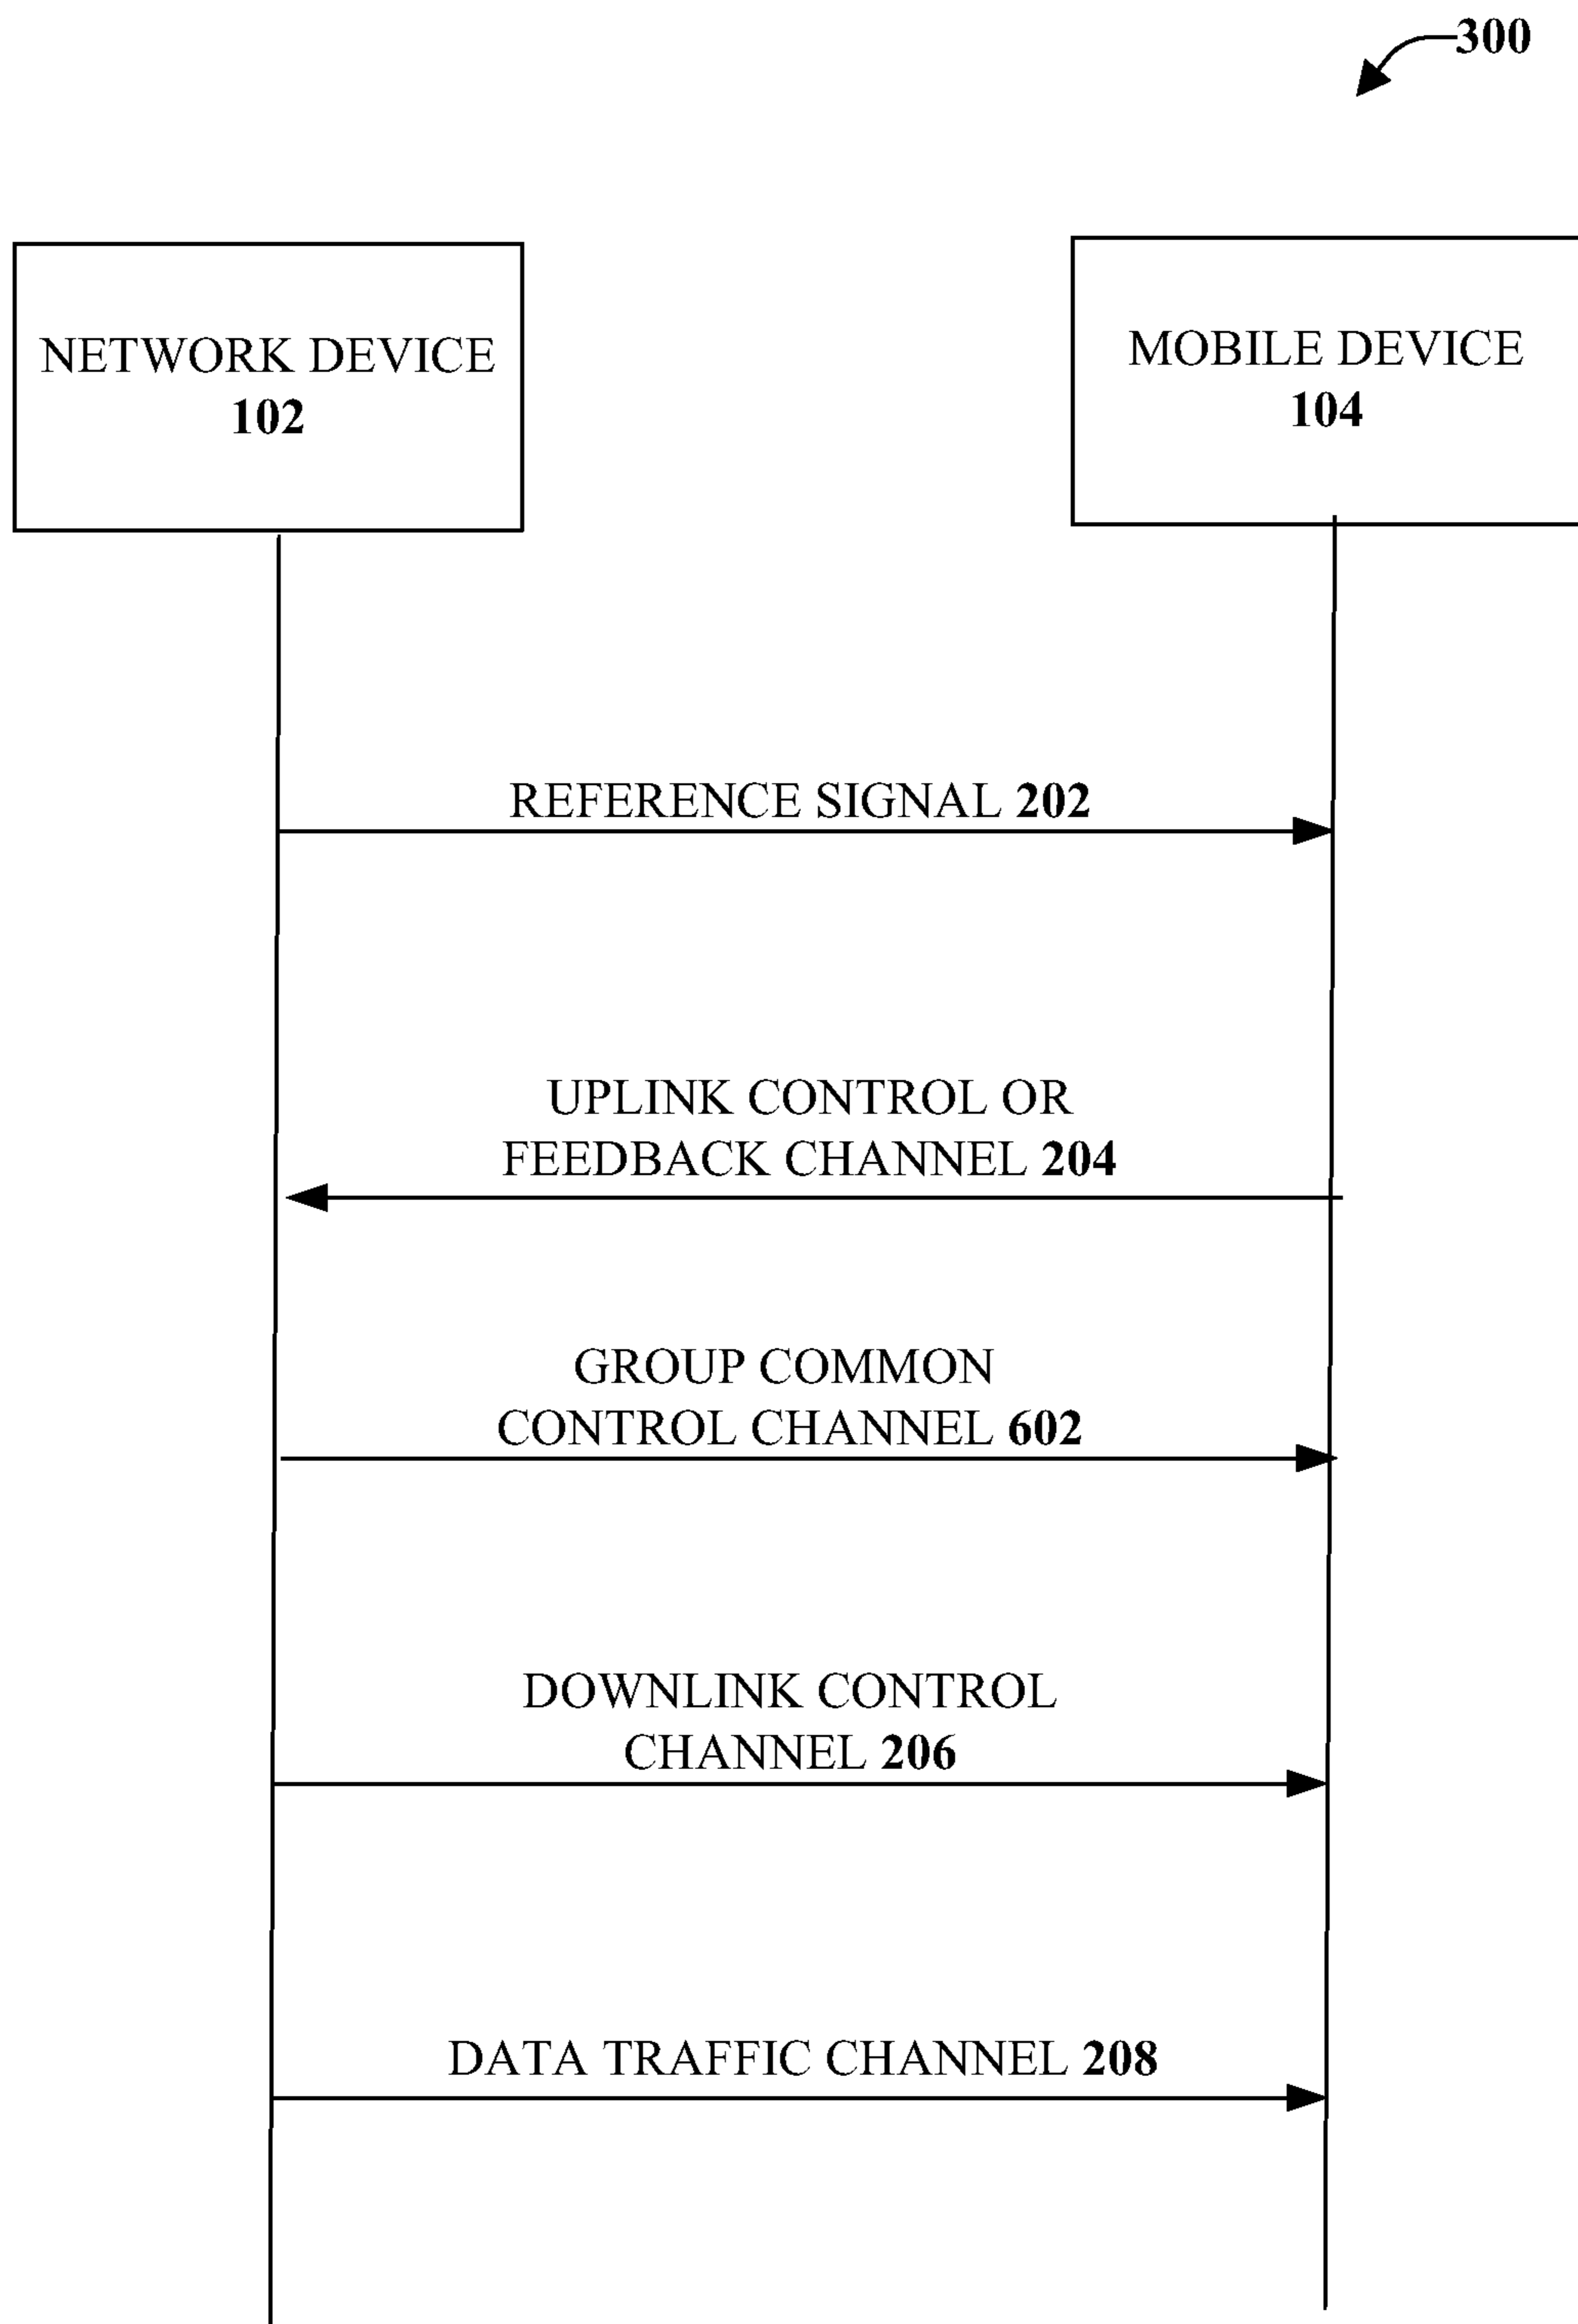 300
NETWORK DEVICE
102
MOBILE DEVICE
104
REFERENCE SIGNAL 202
UPLINK CONTROL OR
FEEDBACK CHANNEL 204
GROUP COMMON
CONTROL CHANNEL 602
DOWNLINK CONTROL
CHANNEL 206
DATA TRAFFIC CHANNEL 208